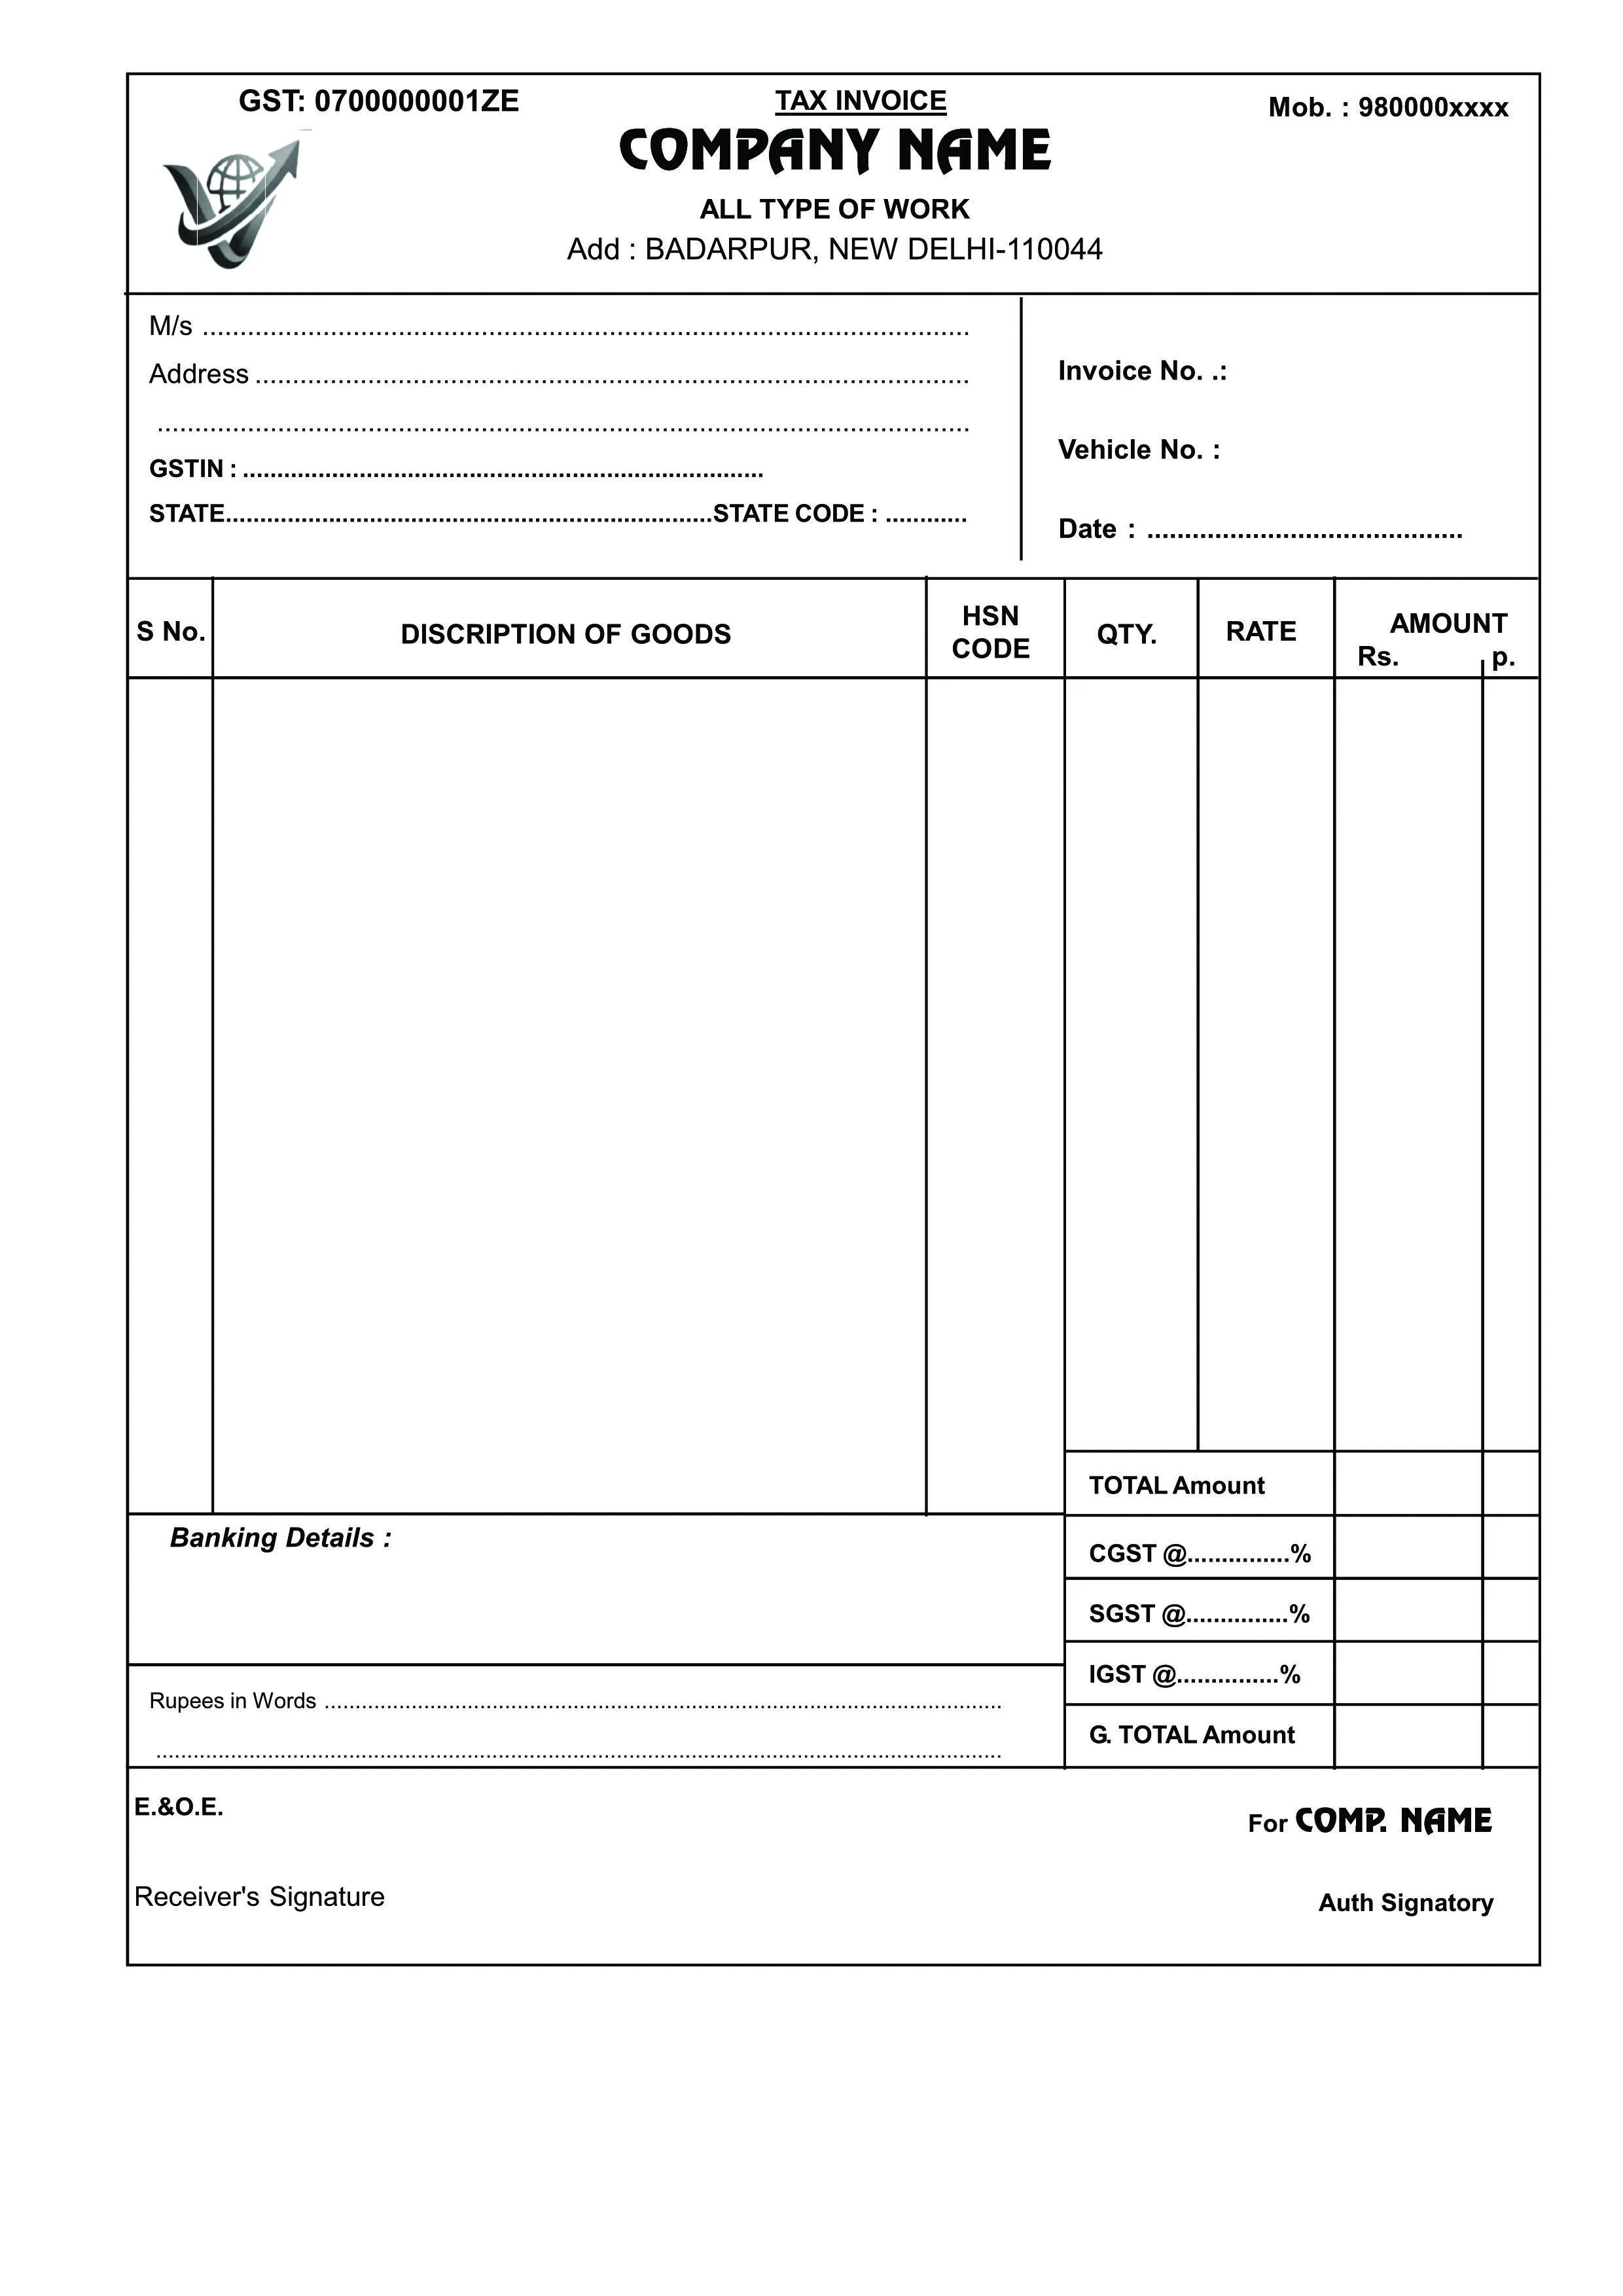 GST: 0700000001ZE
TAX INVOICE
Mob. : 980000xxxx
COMPANY NAME
ALL TYPE OF WORK
Add : BADARPUR, NEW DELHI-110044
M/s ........................................................................................................
Address ................................................................................................
..............................................................................................................
GSTIN : ...........................................................................
STATE......................................................................STATE CODE : ............
Invoice No. .:
Vehicle No. :
Date : ..........................................
S No.
DISCRIPTION OF GOODS
HSN
CODE
QTY.
RATE
AMOUNT
Rs. p.
TOTAL Amount
Banking Details :
CGST @...............%
SGST @...............%
IGST @...............%
Rupees in Words ..............................................................................................................
..........................................................................................................................................
G. TOTAL Amount
E.&O.E.
For COMP. NAME
Receiver's Signature
Auth Signatory